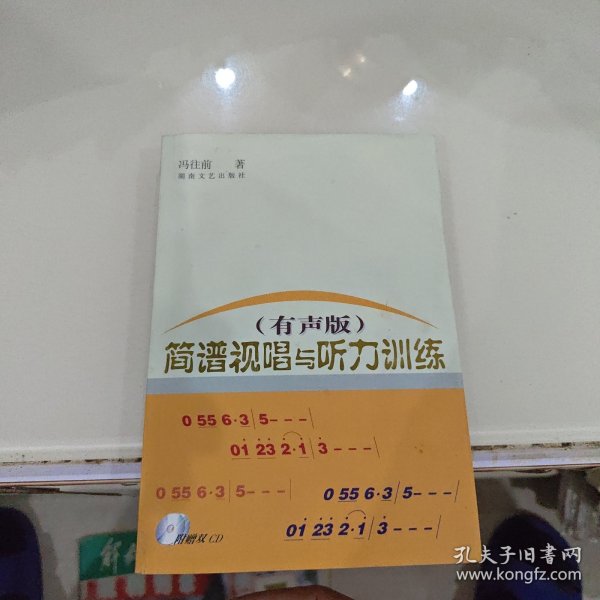 冯往前 著
湖南文艺出版社
（有声版）
简谱视唱与听力训练
0 55 6·3|5---|
01 23 2·1|3---|
0 55 6·3|5---|
0 55 6·3|5---|
01 23 2·1|3---|
附赠双CD
孔夫子旧书网
www.kongfz.com